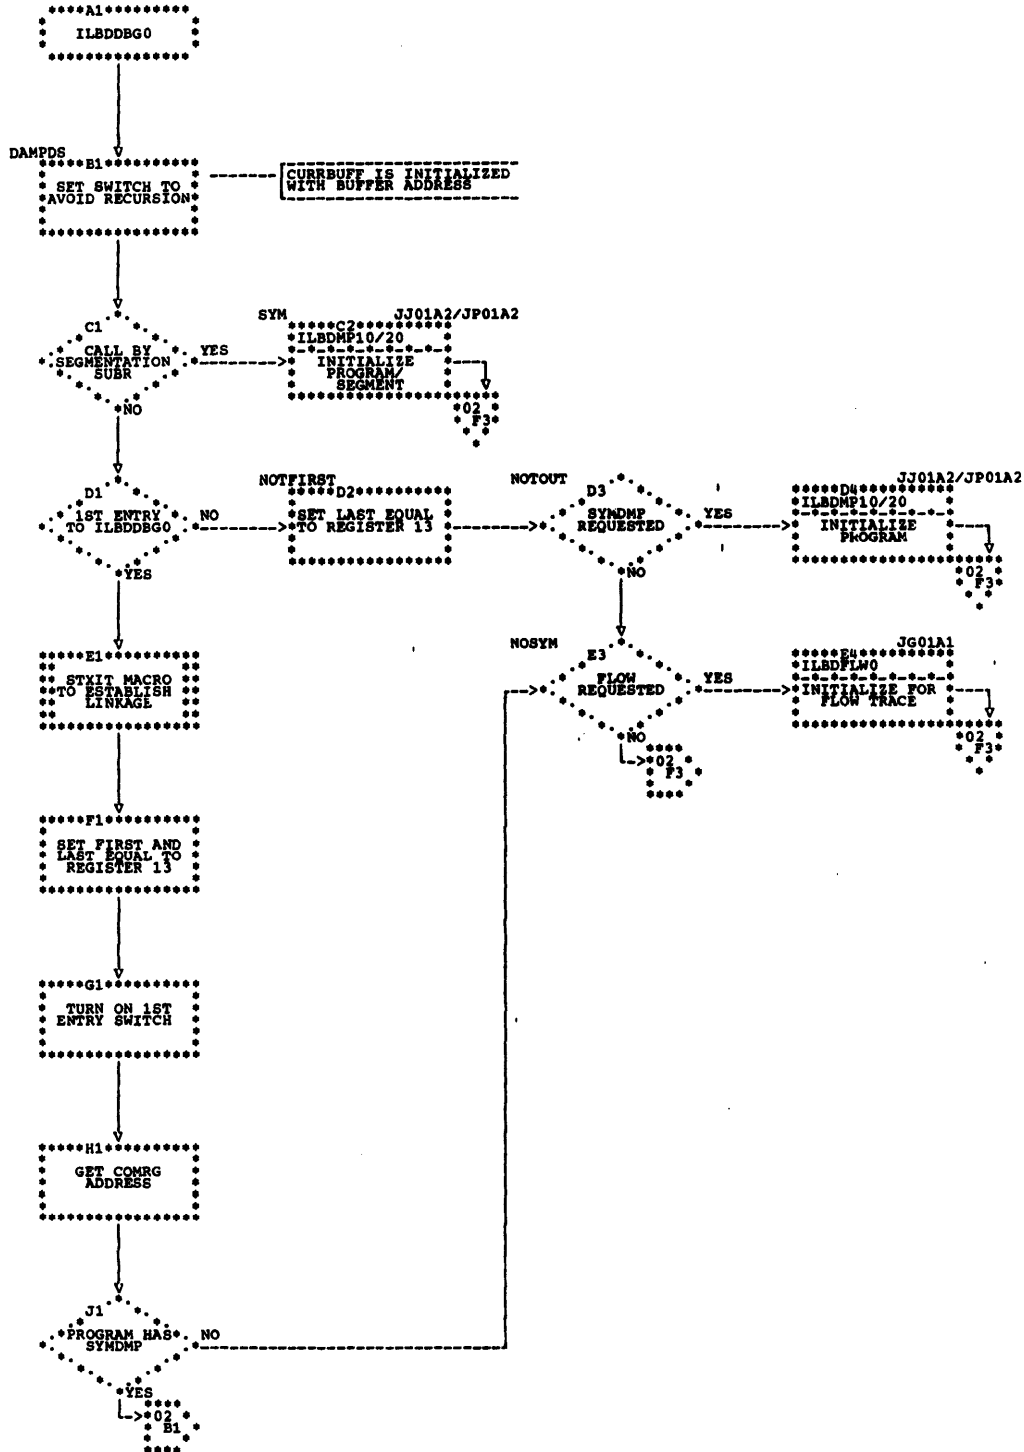 A1
ILBDDBG0
DAMPDS
B1
SET SWITCH TO
AVOID RECURSION
CURRBUFF IS INITIALIZED
WITH BUFFER ADDRESS
C1
CALL BY
SEGMENTATION
SUBR
YES
NO
SYM
JJ01A2/JP01A2
C2
ILBDMP10/20
INITIALIZE
PROGRAM/
SEGMENT
02
F3
D1
1ST ENTRY
TO ILBDDBG0
NO
YES
NOTFIRST
D2
SET LAST EQUAL
TO REGISTER 13
NOTOUT
D3
SYMDMP
REQUESTED
YES
NO
JJ01A2/JP01A2
D4
ILBDMP10/20
INITIALIZE
PROGRAM
02
F3
E1
STXIT MACRO
TO ESTABLISH
LINKAGE
NOSYM
E3
FLOW
REQUESTED
YES
NO
02
F3
JG01A1
E4
ILBDFLW0
INITIALIZE FOR
FLOW TRACE
02
F3
F1
SET FIRST AND
LAST EQUAL TO
REGISTER 13
G1
TURN ON 1ST
ENTRY SWITCH
H1
GET COMRG
ADDRESS
J1
PROGRAM HAS
SYMDMP
NO
YES
02
B1